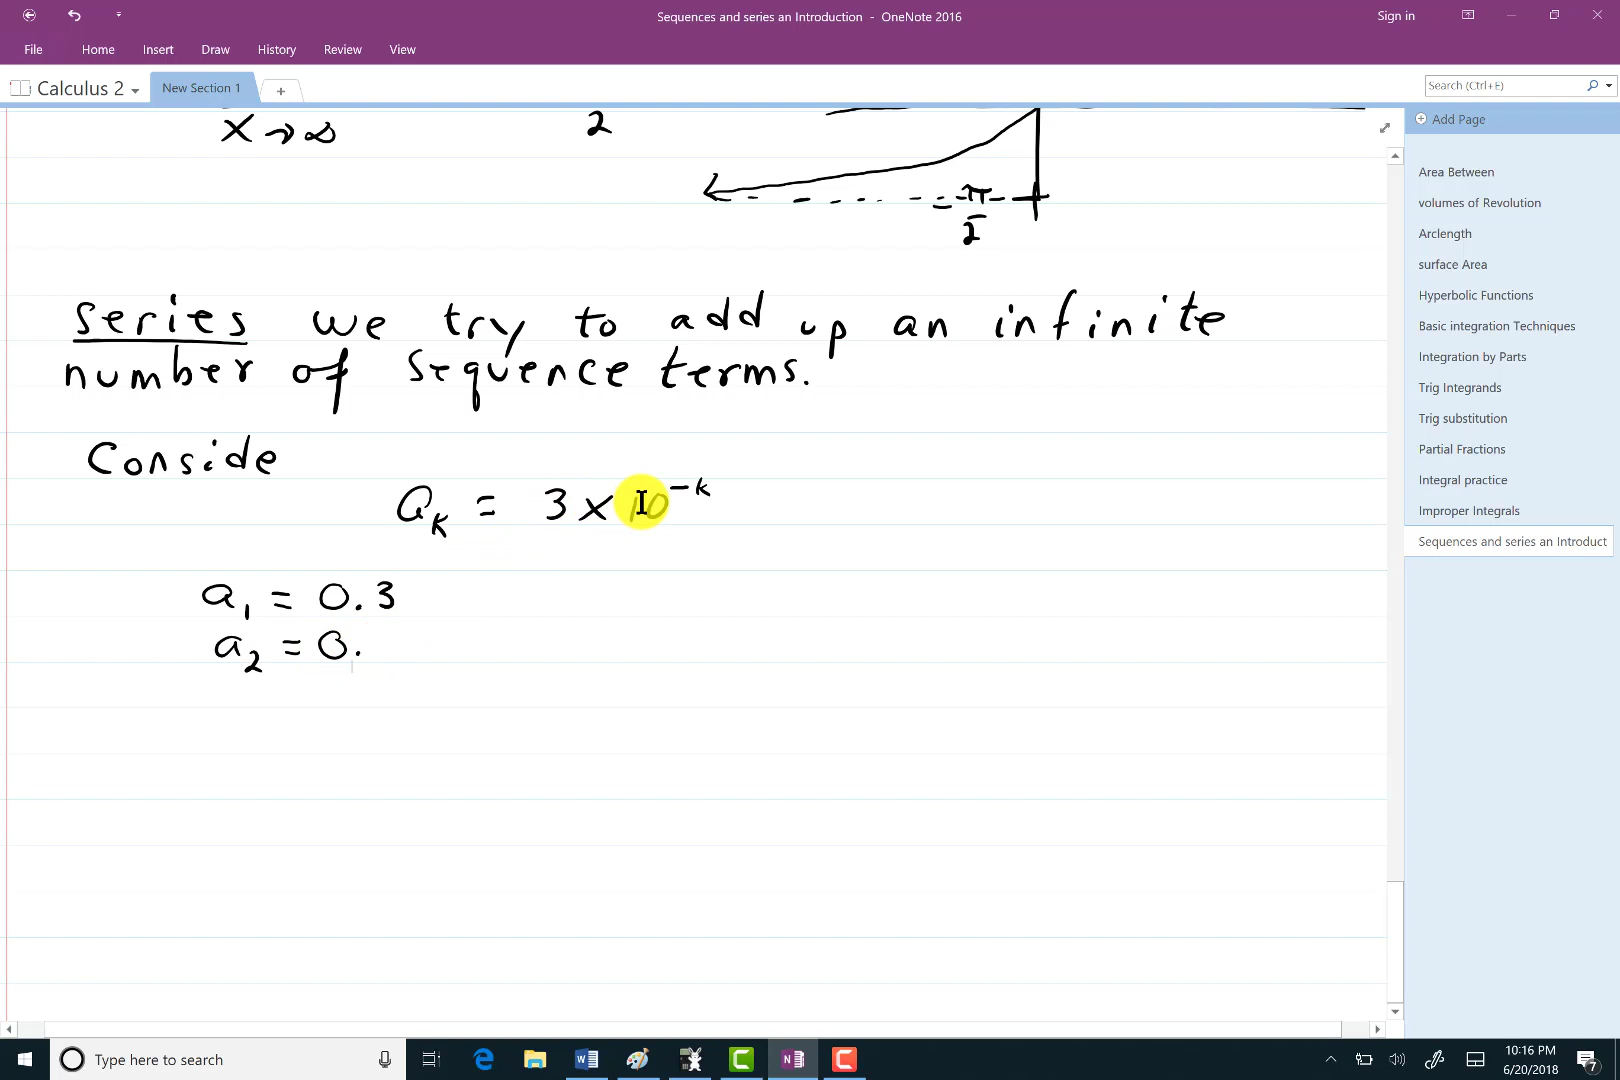 Sequences and series an Introduction - OneNote 2016
Sign in
File Home Insert Draw History Review View
Calculus 2
New Section 1
+
Search (Ctrl+E)
Add Page
Area Between
volumes of Revolution
Arclength
surface Area
Hyperbolic Functions
Basic integration Techniques
Integration by Parts
Trig Integrands
Trig substitution
Partial Fractions
Integral practice
Improper Integrals
Sequences and series an Introduct
x → ∞
2
-π/2
series we try to add up an infinite
number of sequence terms.
Conside
a_k = 3 x 10^-k
a_1 = 0.3
a_2 = 0.
Type here to search
10:16 PM
6/20/2018
7